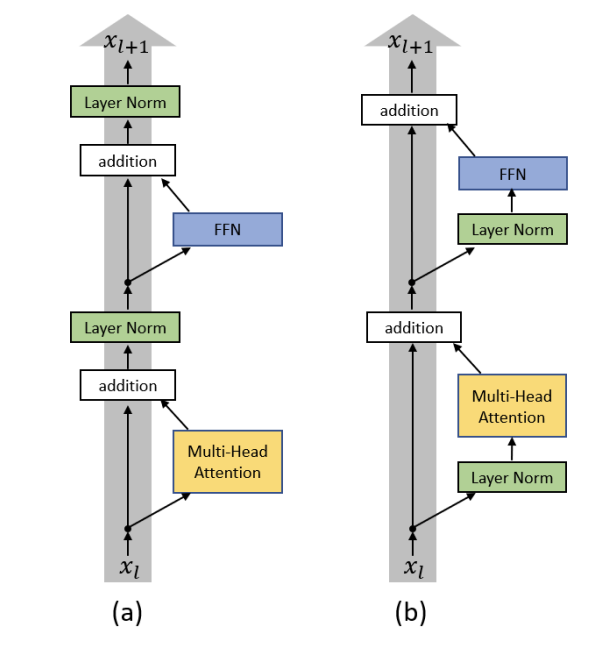 x_{l+1}
Layer Norm
addition
FFN
Layer Norm
addition
Multi-Head
Attention
x_l
(a)
x_{l+1}
addition
FFN
Layer Norm
addition
Multi-Head
Attention
Layer Norm
x_l
(b)